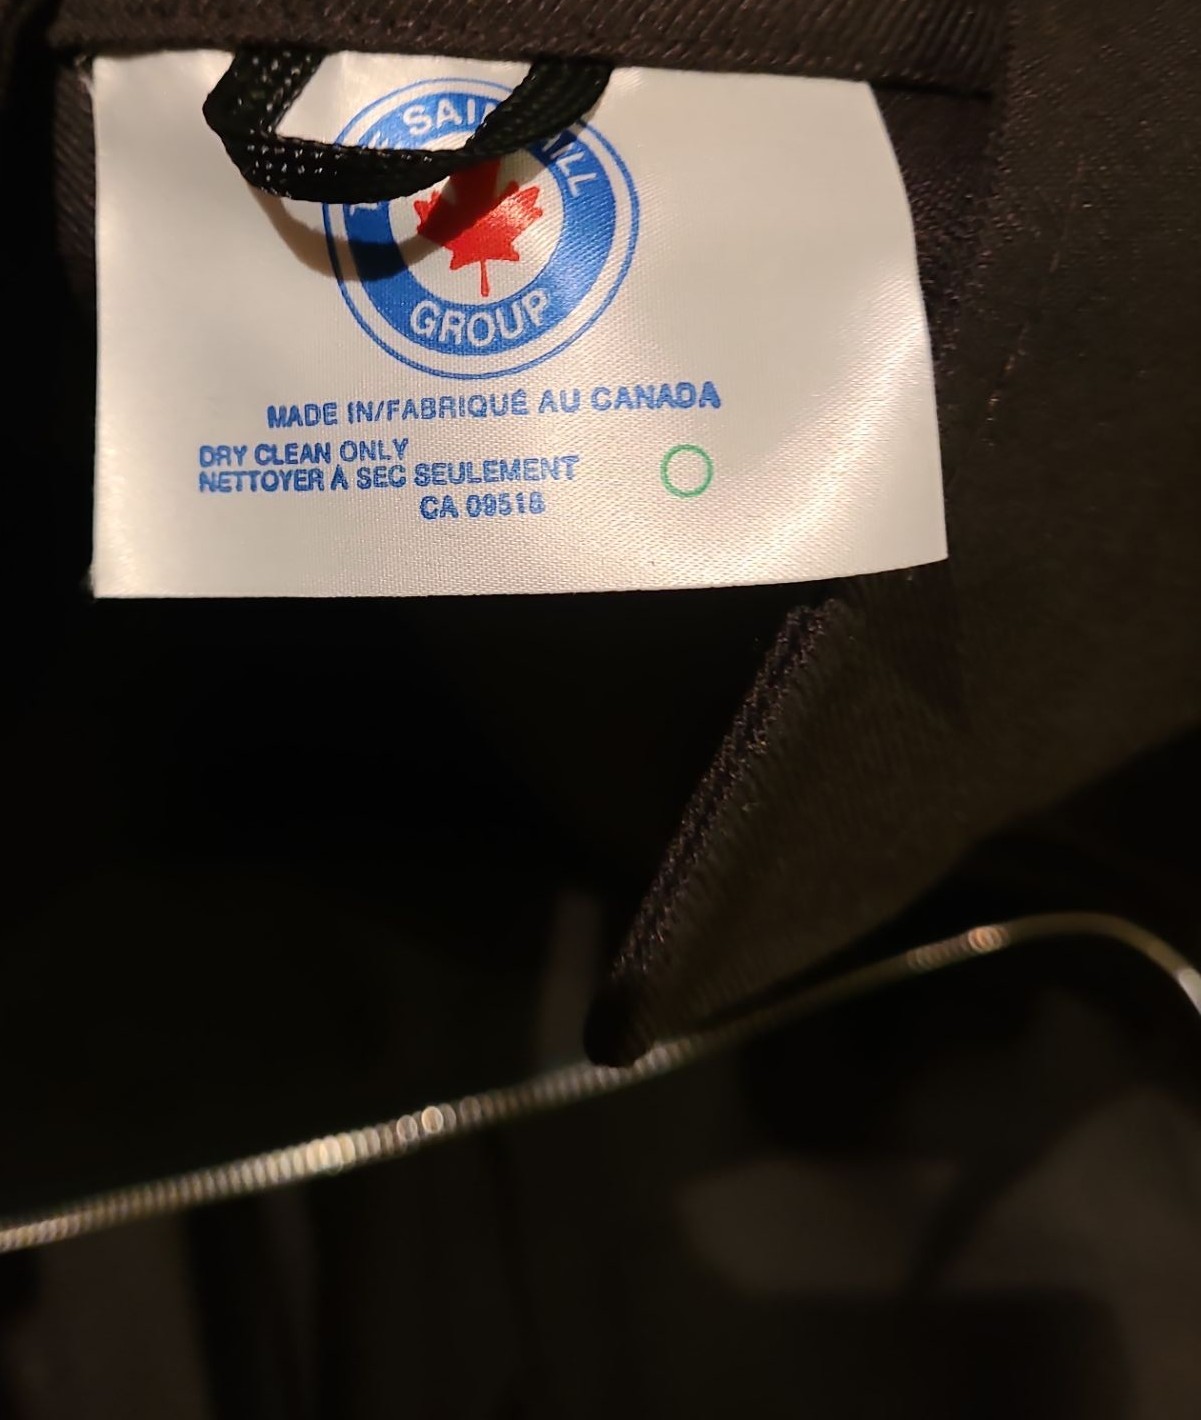 GROUP
MADE IN/FABRIQUÉ AU CANADA
DRY CLEAN ONLY
NETTOYER A SEC SEULEMENT
CA 09518